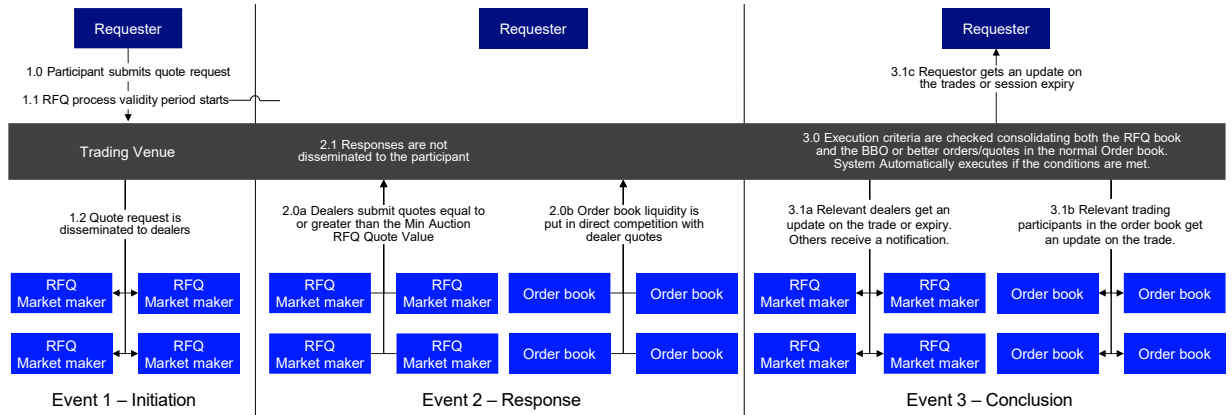 Requester
1.0 Participant submits quote request
1.1 RFQ process validity period starts
Trading Venue
1.2 Quote request is
disseminated to dealers
RFQ
Market maker
RFQ
Market maker
RFQ
Market maker
RFQ
Market maker
Event 1 – Initiation
Requester
2.1 Responses are not
disseminated to the participant
2.0a Dealers submit quotes equal to
or greater than the Min Auction
RFQ Quote Value
2.0b Order book liquidity is
put in direct competition with
dealer quotes
RFQ
Market maker
RFQ
Market maker
Order book
Order book
RFQ
Market maker
RFQ
Market maker
Order book
Order book
Event 2 – Response
Requester
3.1c Requestor gets an update on
the trades or session expiry
3.0 Execution criteria are checked consolidating both the RFQ book
and the BBO or better orders/quotes in the normal Order book.
System Automatically executes if the conditions are met.
3.1a Relevant dealers get an
update on the trade or expiry.
Others receive a notification.
3.1b Relevant trading
participants in the order book get
an update on the trade.
RFQ
Market maker
RFQ
Market maker
Order book
Order book
RFQ
Market maker
RFQ
Market maker
Order book
Order book
Event 3 – Conclusion